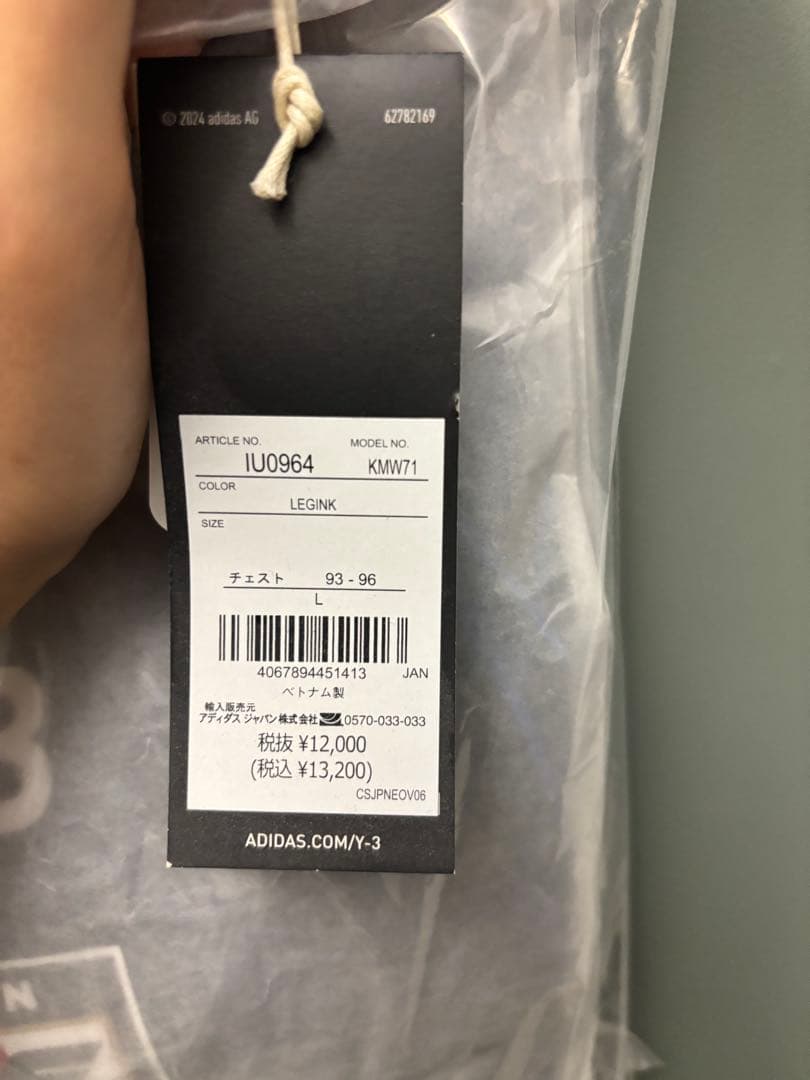 © 2024 adidas AG 62782169
ARTICLE NO. MODEL NO.
IU0964 KMW71
COLOR
LEGINK
SIZE
チェスト 93 - 96
L
4067894451413 JAN
ベトナム製
輸入販売元
アディダス ジャパン株式会社 0570-033-033
税抜 ¥12,000
(税込 ¥13,200)
CSJPNEOV06
ADIDAS.COM/Y-3
8
N